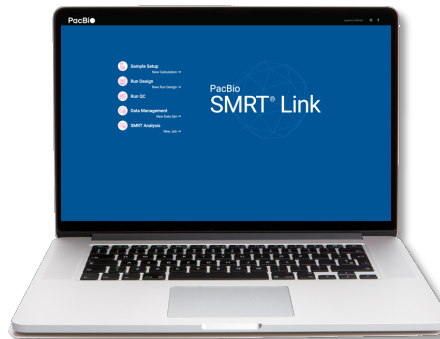 PacBio
Sample Setup
New Calculation →
Run Design
New Run Design →
Run QC
Data Management
New Data Set →
SMRT Analysis
New Job →
PacBio
SMRT® Link